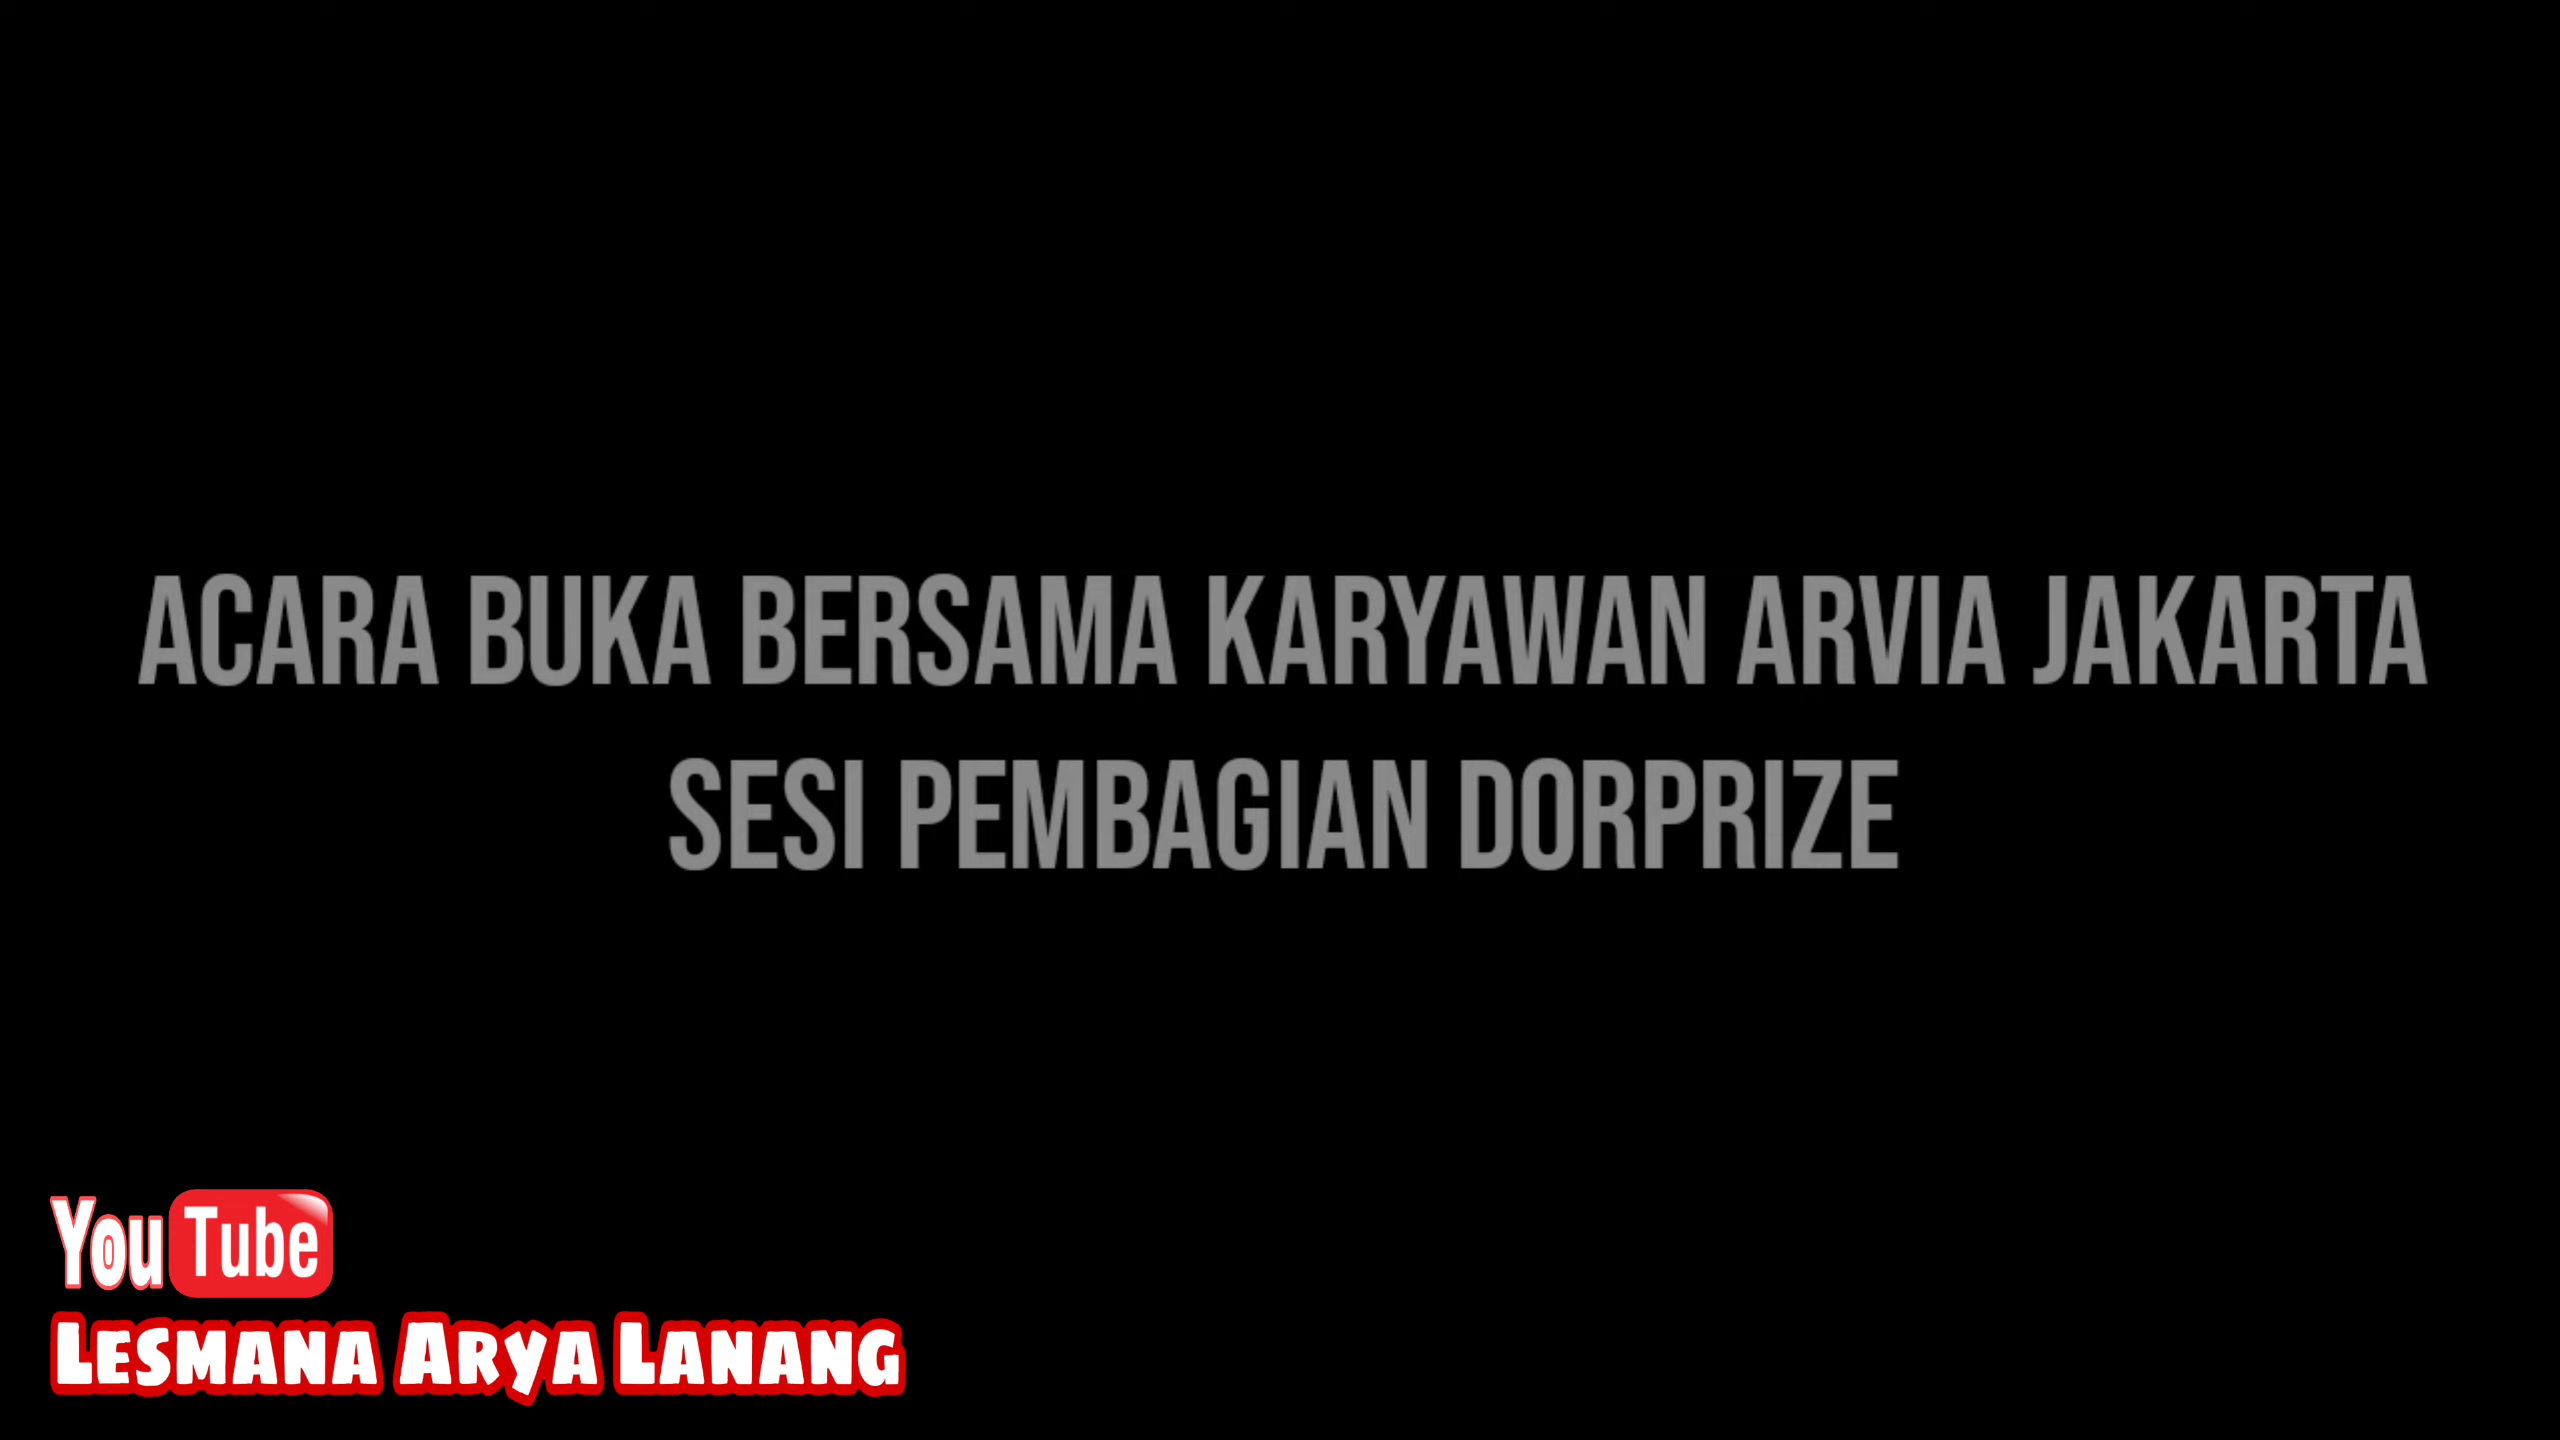 ACARA BUKA BERSAMA KARYAWAN ARVIA JAKARTA
SESI PEMBAGIAN DORPRIZE
YouTube
Lesmana Arya Lanang